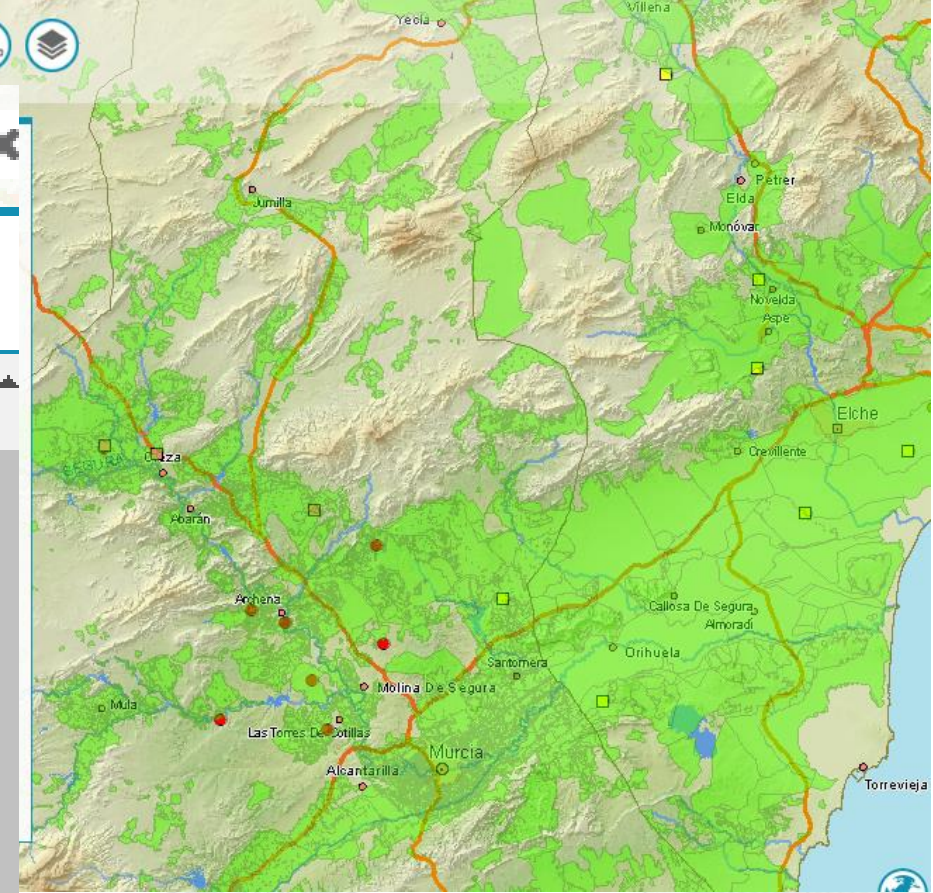 Villena
Yecla
Jumilla
Petrer
Elda
Monóvar
Novelda
Aspe
Elche
Crevillente
SEGURA
Cieza
Abarán
Archena
Callosa De Segura
Almoradí
Orihuela
Santomera
Molina De Segura
Mula
Las Torres De Cotillas
Murcia
Alcantarilla
Torrevieja